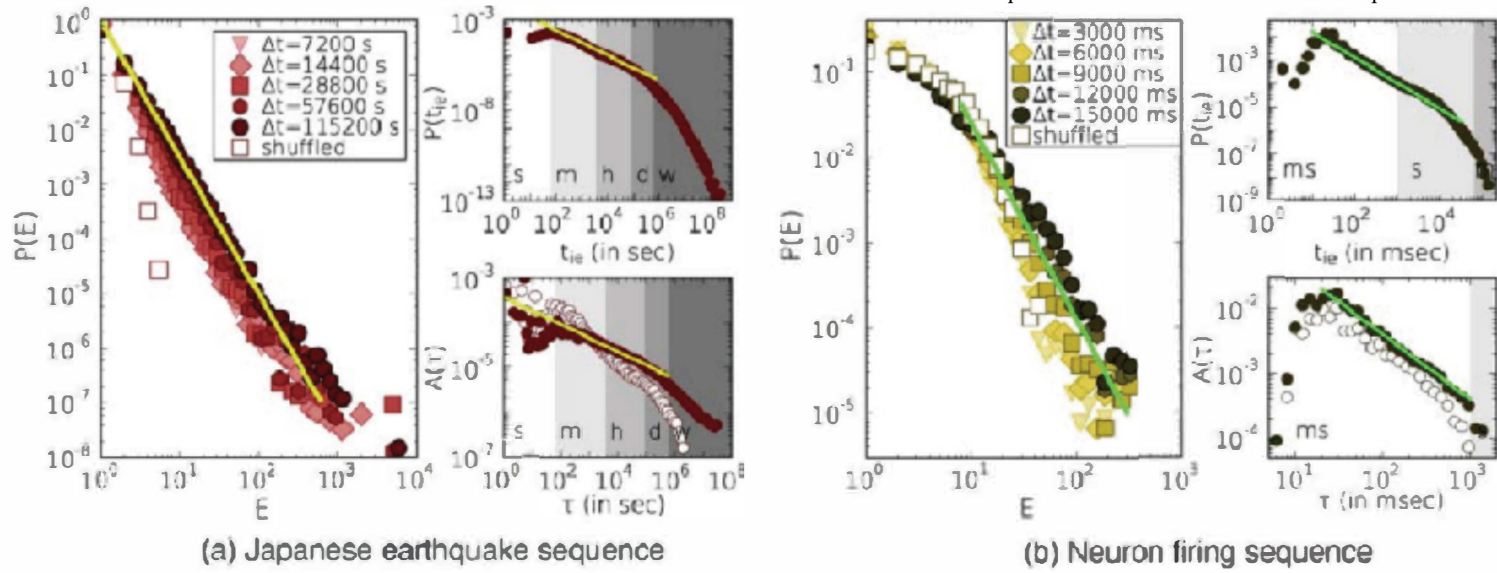 Δt=7200 s
Δt=14400 s
Δt=28800 s
Δt=57600 s
Δt=115200 s
shuffled
P(E)
10^0
10^-1
10^-2
10^-3
10^-4
10^-5
10^-6
10^-7
10^-8
10^0 10^1 10^2 10^3 10^4
E
P(t_ie)
10^-3
10^-8
10^-13
s m h d w
10^0 10^2 10^4 10^6 10^8
t_ie (in sec)
A(τ)
10^-3
10^-5
10^-7
s m h d w
10^0 10^2 10^4 10^6 10^8
τ (in sec)
(a) Japanese earthquake sequence
Δt=3000 ms
Δt=6000 ms
Δt=9000 ms
Δt=12000 ms
Δt=15000 ms
shuffled
P(E)
10^-1
10^-2
10^-3
10^-4
10^-5
10^0 10^1 10^2 10^3
E
P(t_ie)
10^-1
10^-3
10^-5
10^-7
10^-9
ms s
10^0 10^2 10^4
t_ie (in msec)
A(τ)
10^-2
10^-3
10^-4
ms
10^1 10^2 10^3
τ (in msec)
(b) Neuron firing sequence